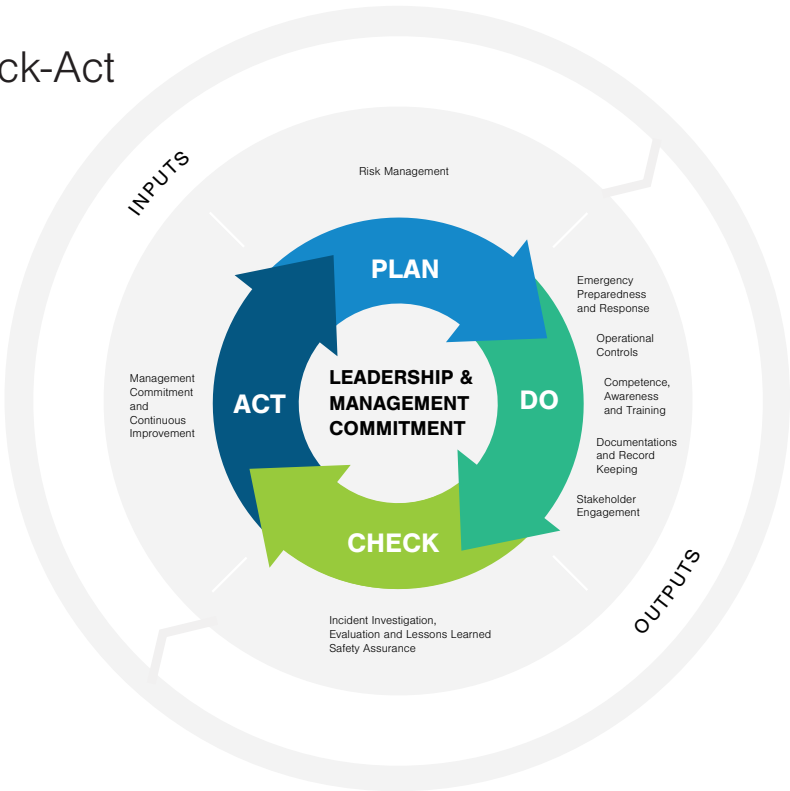 ck-Act
INPUTS
Risk Management
PLAN
Emergency
Preparedness
and Response
Operational
Controls
Competence,
Awareness
and Training
Documentations
and Record
Keeping
Stakeholder
Engagement
DO
LEADERSHIP &
MANAGEMENT
COMMITMENT
ACT
Management
Commitment
and
Continuous
Improvement
CHECK
Incident Investigation,
Evaluation and Lessons Learned
Safety Assurance
OUTPUTS